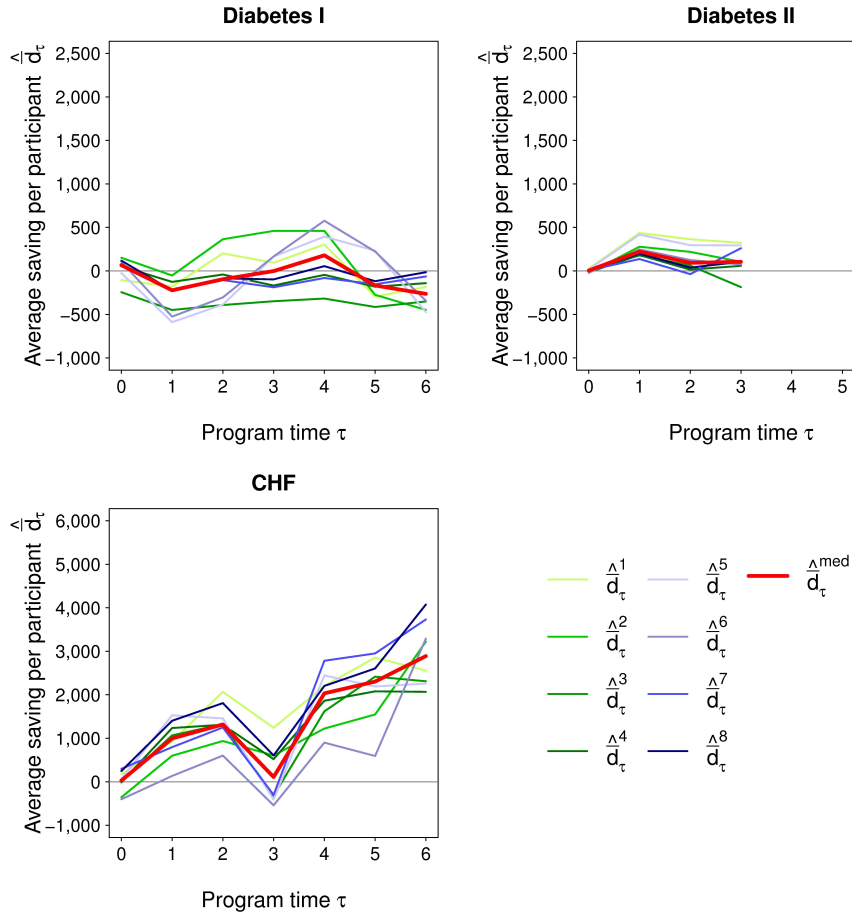 Diabetes I
Average saving per participant d̂̅τ
2,500
2,000
1,500
1,000
500
0
−500
−1,000
0 1 2 3 4 5 6
Program time τ
Diabetes II
Average saving per participant d̂̅τ
2,500
2,000
1,500
1,000
500
0
−500
−1,000
0 1 2 3 4 5
Program time τ
CHF
Average saving per participant d̂̅τ
6,000
5,000
4,000
3,000
2,000
1,000
0
−1,000
0 1 2 3 4 5 6
Program time τ
d̂̅τ1 d̂̅τ5 d̂̅τmed
d̂̅τ2 d̂̅τ6
d̂̅τ3 d̂̅τ7
d̂̅τ4 d̂̅τ8